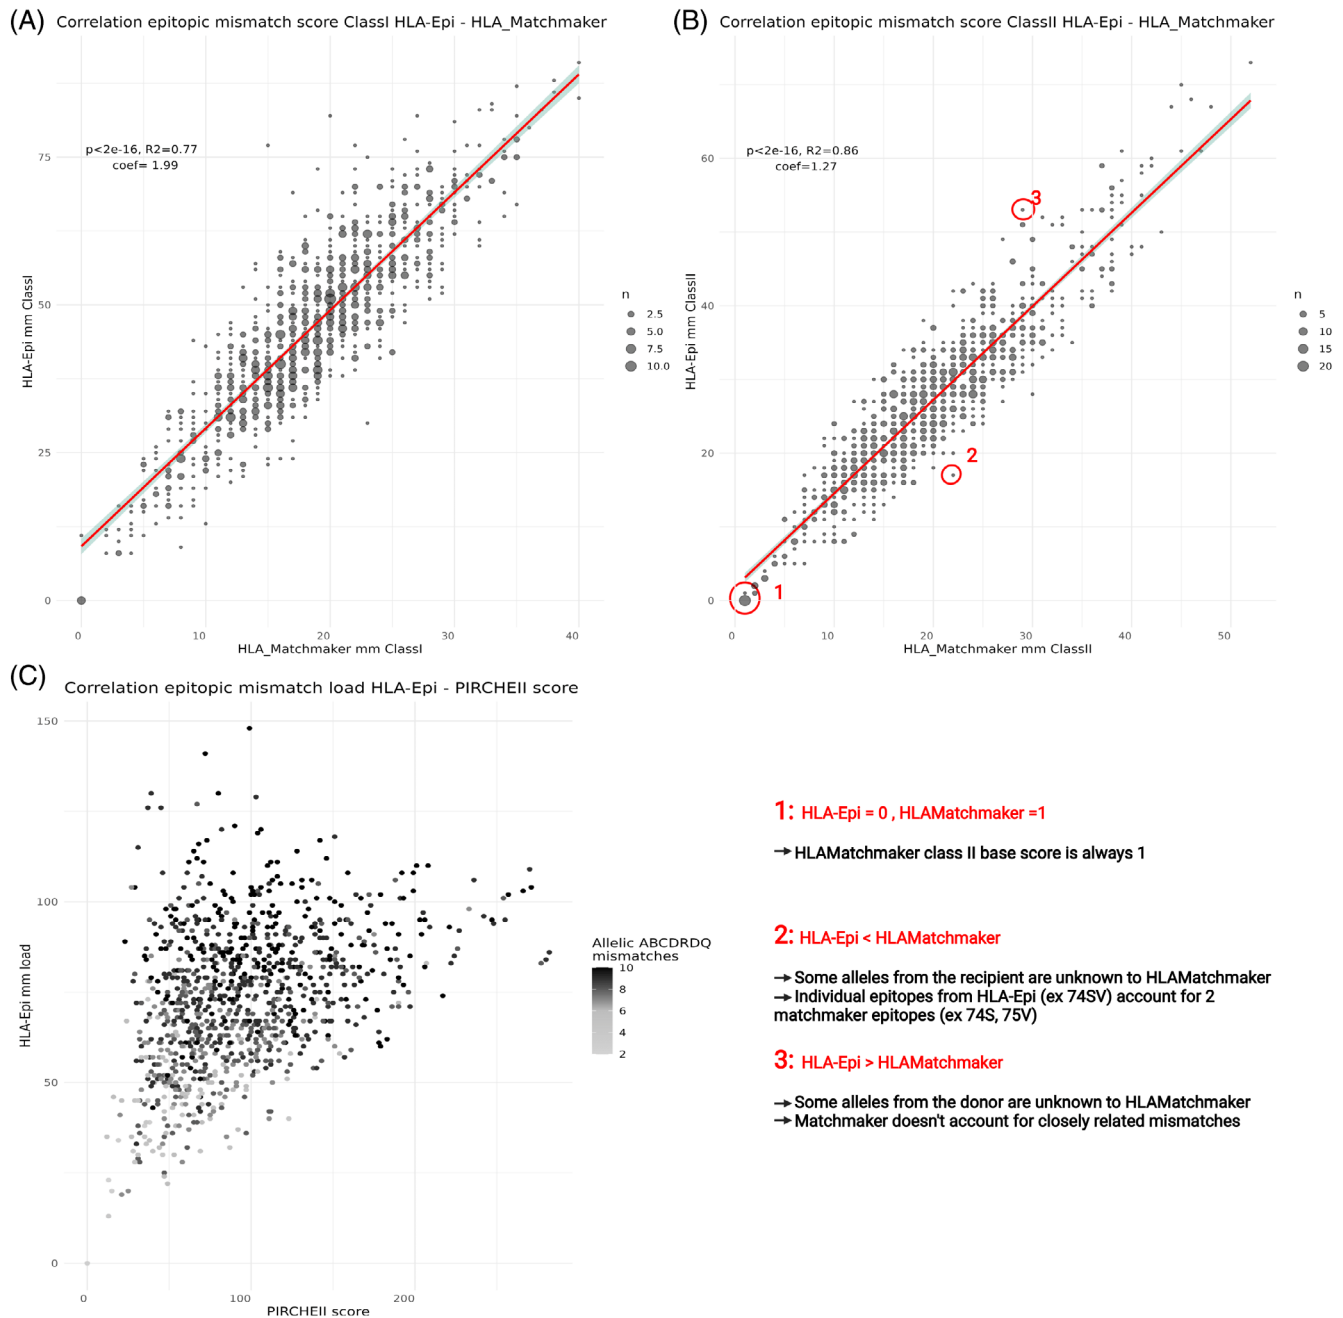 (A)
Correlation epitopic mismatch score ClassI HLA-Epi - HLA_Matchmaker
p<2e-16, R2=0.77
coef= 1.99
HLA-Epi mm ClassI
75
50
25
0
0
10
20
30
40
HLA_Matchmaker mm ClassI
n
2.5
5.0
7.5
10.0
(B)
Correlation epitopic mismatch score ClassII HLA-Epi - HLA_Matchmaker
p<2e-16, R2=0.86
coef=1.27
3
2
1
HLA-Epi mm ClassII
60
40
20
0
0
10
20
30
40
50
HLA_Matchmaker mm ClassII
n
5
10
15
20
(C)
Correlation epitopic mismatch load HLA-Epi - PIRCHEII score
HLA-Epi mm load
150
100
50
0
0
100
200
PIRCHEII score
Allelic ABCDRDQ
mismatches
10
8
6
4
2
1: HLA-Epi = 0 , HLAMatchmaker =1
→ HLAMatchmaker class II base score is always 1
2: HLA-Epi < HLAMatchmaker
→ Some alleles from the recipient are unknown to HLAMatchmaker
→ Individual epitopes from HLA-Epi (ex 74SV) account for 2
matchmaker epitopes (ex 74S, 75V)
3: HLA-Epi > HLAMatchmaker
→ Some alleles from the donor are unknown to HLAMatchmaker
→ Matchmaker doesn't account for closely related mismatches